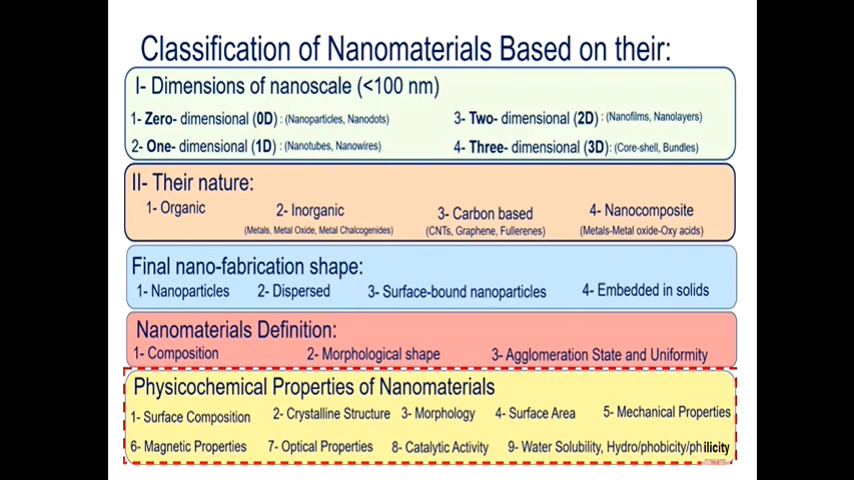 Classification of Nanomaterials Based on their:
I- Dimensions of nanoscale (<100 nm)
1- Zero- dimensional (0D) : (Nanoparticles, Nanodots)
3- Two- dimensional (2D) : (Nanofilms, Nanolayers)
2- One- dimensional (1D) : (Nanotubes, Nanowires)
4- Three- dimensional (3D): (Core-shell, Bundles)
II- Their nature:
1- Organic
2- Inorganic
3- Carbon based
4- Nanocomposite
(Metals, Metal Oxide, Metal Chalcogenides)
(CNTs, Graphene, Fullerenes)
(Metals-Metal oxide-Oxy acids)
Final nano-fabrication shape:
1- Nanoparticles
2- Dispersed
3- Surface-bound nanoparticles
4- Embedded in solids
Nanomaterials Definition:
1- Composition
2- Morphological shape
3- Agglomeration State and Uniformity
Physicochemical Properties of Nanomaterials
1- Surface Composition
2- Crystalline Structure
3- Morphology
4- Surface Area
5- Mechanical Properties
6- Magnetic Properties
7- Optical Properties
8- Catalytic Activity
9- Water Solubility, Hydro/phobicity/philicity